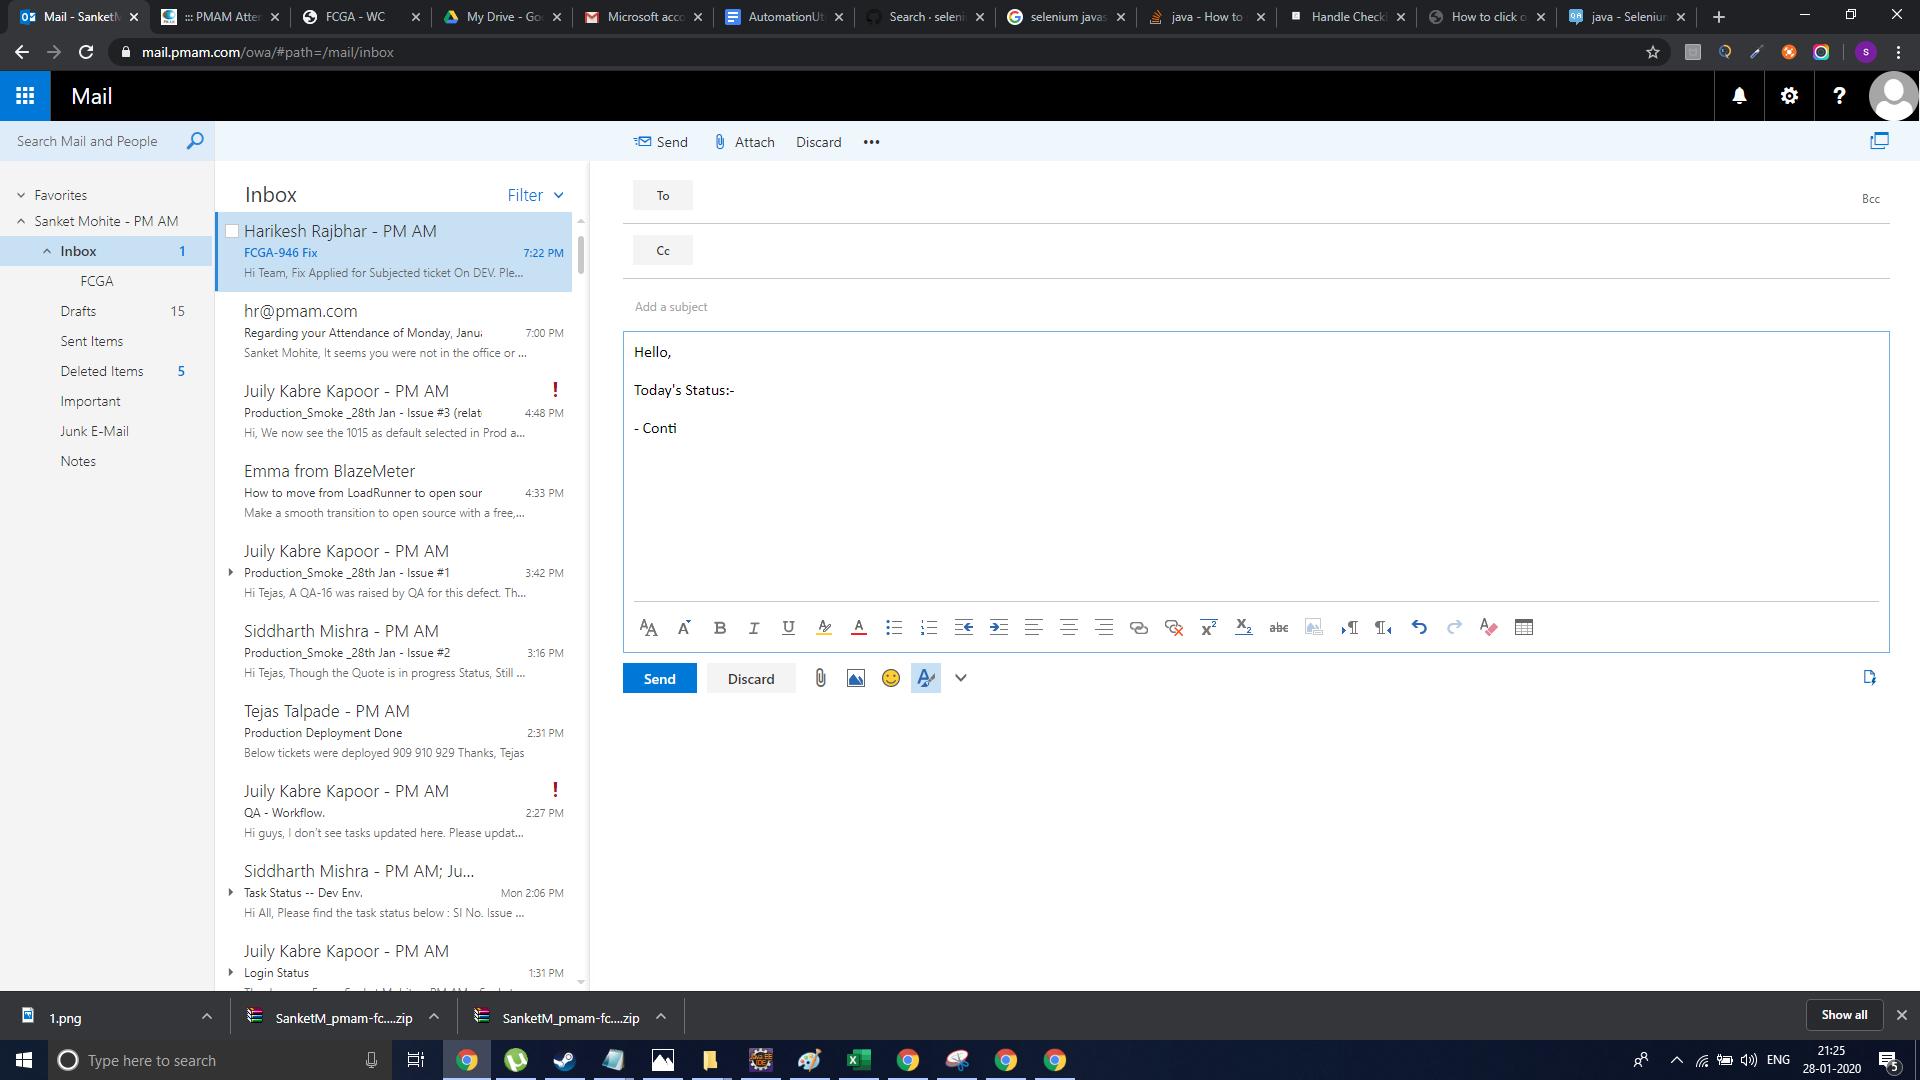 Mail - SanketM
::: PMAM Atter
FCGA - WC
My Drive - Goo
Microsoft acco
AutomationUt
Search · seleni
selenium javas
java - How to
Handle Check
How to click o
java - Seleniur
mail.pmam.com/owa/#path=/mail/inbox
S
Mail
Search Mail and People
Send
Attach
Discard
•••
Favorites
Sanket Mohite - PM AM
Inbox 1
FCGA
Drafts 15
Sent Items
Deleted Items 5
Important
Junk E-Mail
Notes
Inbox
Filter
Harikesh Rajbhar - PM AM
FCGA-946 Fix 7:22 PM
Hi Team, Fix Applied for Subjected ticket On DEV. Ple...
hr@pmam.com
Regarding your Attendance of Monday, Janua 7:00 PM
Sanket Mohite, It seems you were not in the office or ...
Juily Kabre Kapoor - PM AM !
Production_Smoke _28th Jan - Issue #3 (relat 4:48 PM
Hi, We now see the 1015 as default selected in Prod a...
Emma from BlazeMeter
How to move from LoadRunner to open sour 4:33 PM
Make a smooth transition to open source with a free,...
Juily Kabre Kapoor - PM AM
Production_Smoke _28th Jan - Issue #1 3:42 PM
Hi Tejas, A QA-16 was raised by QA for this defect. Th...
Siddharth Mishra - PM AM
Production_Smoke _28th Jan - Issue #2 3:16 PM
Hi Tejas, Though the Quote is in progress Status, Still ...
Tejas Talpade - PM AM
Production Deployment Done 2:31 PM
Below tickets were deployed 909 910 929 Thanks, Tejas
Juily Kabre Kapoor - PM AM !
QA - Workflow. 2:27 PM
Hi guys, I don't see tasks updated here. Please updat...
Siddharth Mishra - PM AM; Ju...
Task Status -- Dev Env. Mon 2:06 PM
Hi All, Please find the task status below : SI No. Issue ...
Juily Kabre Kapoor - PM AM
Login Status 1:31 PM
To
Bcc
Cc
Add a subject
Hello,
Today's Status:-
- Conti
Send
Discard
1.png
SanketM_pmam-fc....zip
SanketM_pmam-fc....zip
Show all
Type here to search
ENG
21:25
28-01-2020
5